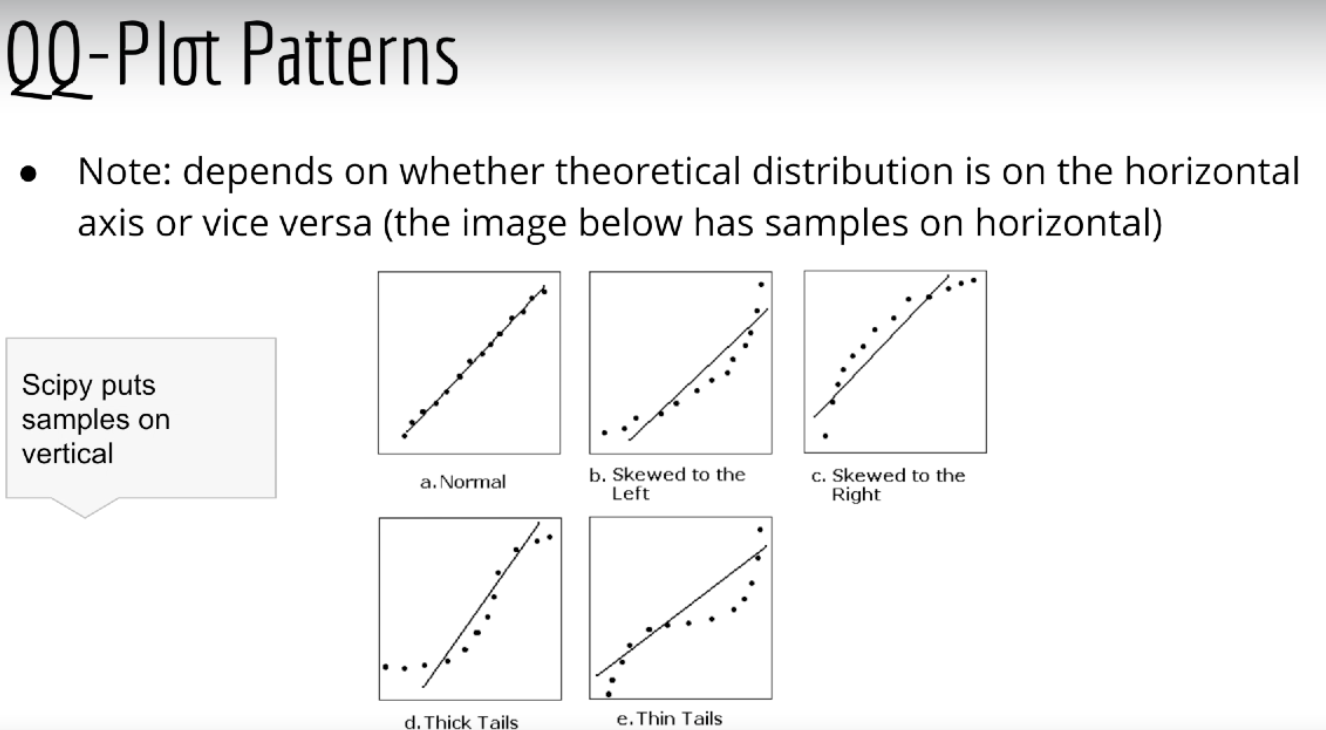 QQ-Plot Patterns
● Note: depends on whether theoretical distribution is on the horizontal
axis or vice versa (the image below has samples on horizontal)
Scipy puts
samples on
vertical
a. Normal
b. Skewed to the
Left
c. Skewed to the
Right
d. Thick Tails
e. Thin Tails